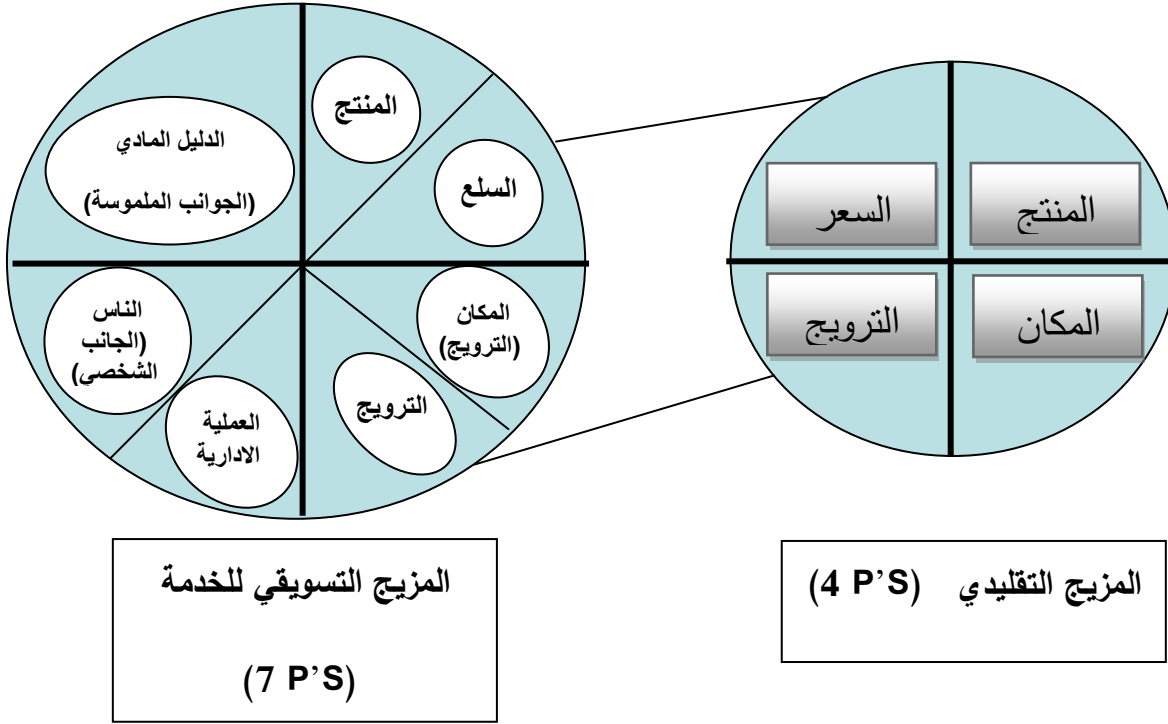 المنتج
السعر
المكان
الترويج
المزيج التقليدي (4 P’S)
المنتج
السلع
المكان
(الترويج)
الترويج
العملية
الادارية
الناس
(الجانب
الشخصي)
الدليل المادي
(الجوانب الملموسة)
المزيج التسويقي للخدمة
(7 P’S)